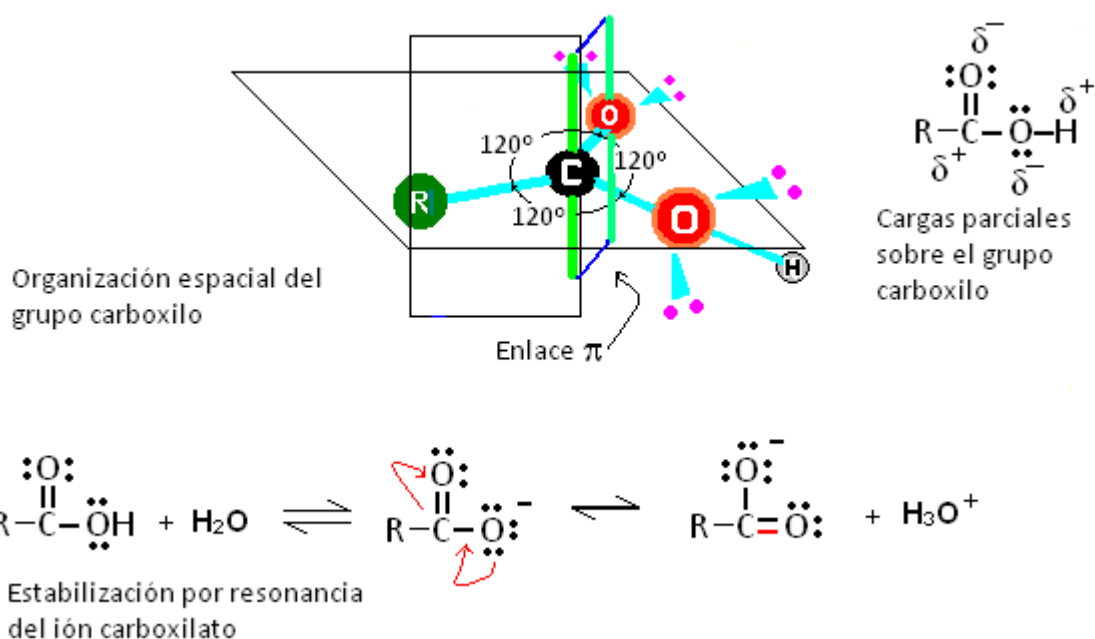 δ⁻
:O:
δ⁺
R–C–O–H
δ⁺ δ⁻
120º
120º
120º
O
C
R
O
H
Cargas parciales
sobre el grupo
carboxilo
Organización espacial del
grupo carboxilo
Enlace π
:O: :O: :O: –
R–C–OH + H₂O ⇌ R–C–O: – ⇌ R–C=O: + H₃O⁺
Estabilización por resonancia
del ión carboxilato